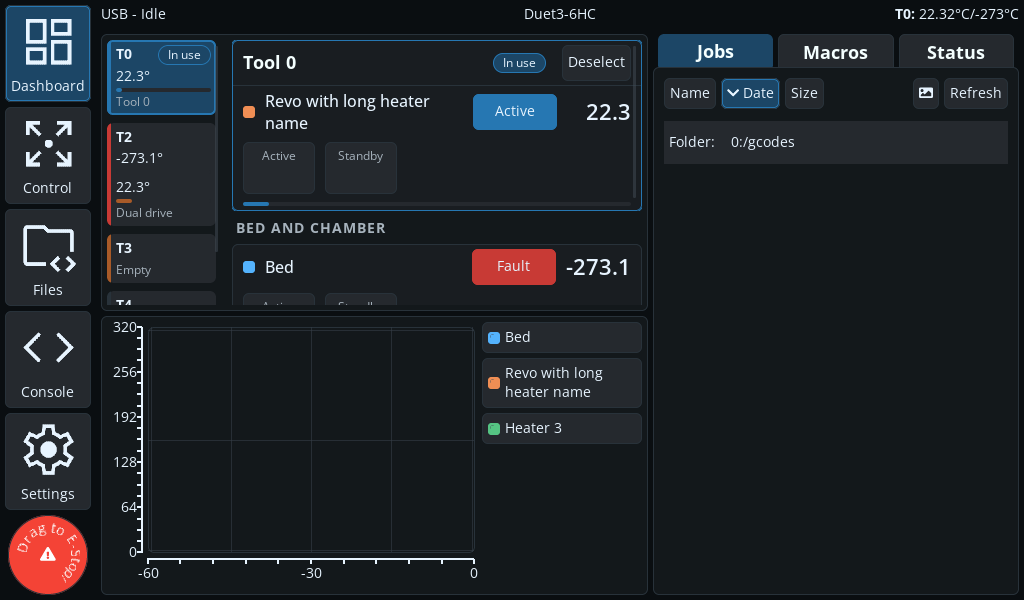 USB - Idle
Duet3-6HC
T0: 22.32°C/-273°C
Dashboard
Control
Files
Console
Settings
Drag to E-Stop!
T0
In use
22.3°
Tool 0
T2
-273.1°
22.3°
Dual drive
T3
Empty
T4
Tool 0
In use
Deselect
Revo with long heater
name
Active
22.3
Active
Standby
BED AND CHAMBER
Bed
Fault
-273.1
Active
Standby
320
256
192
128
64
0
-60
-30
0
Bed
Revo with long
heater name
Heater 3
Jobs
Macros
Status
Name
Date
Size
Refresh
Folder:
0:/gcodes